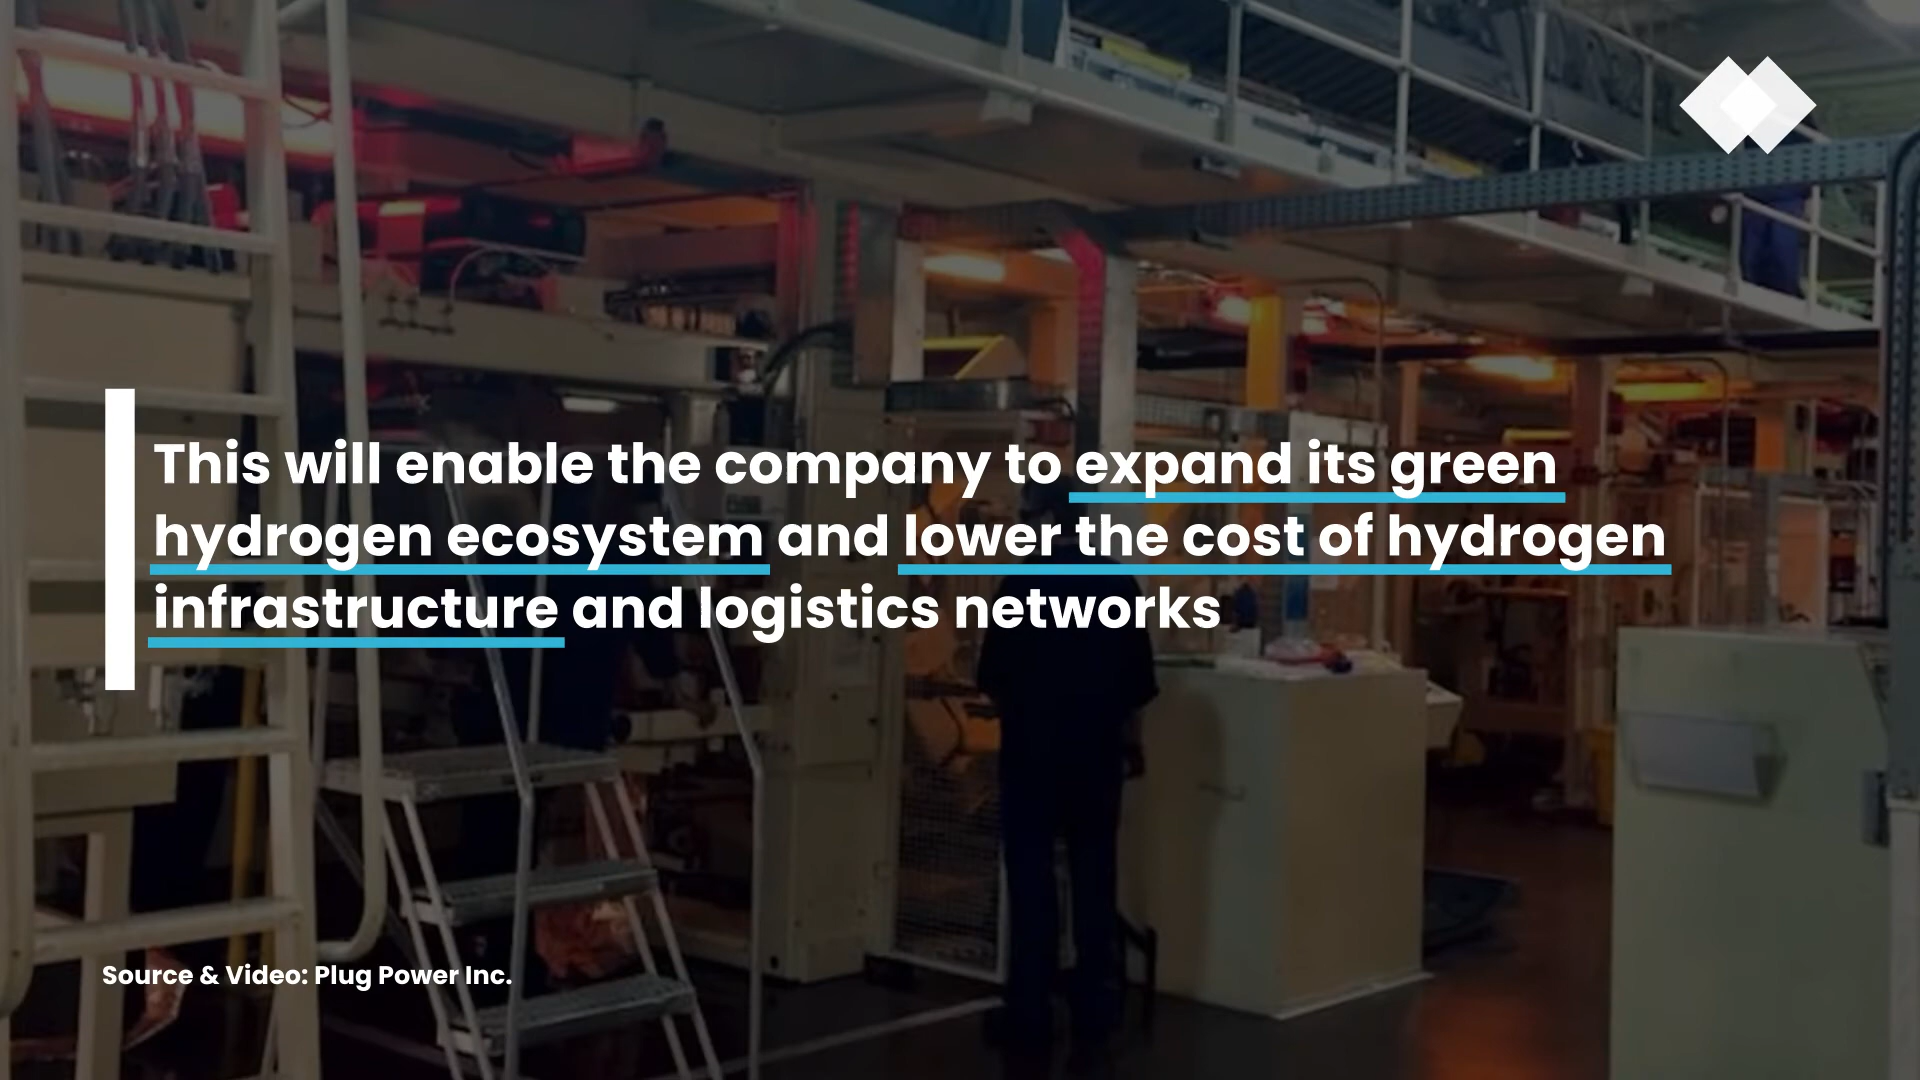 This will enable the company to expand its green
hydrogen ecosystem and lower the cost of hydrogen
infrastructure and logistics networks
Source & Video: Plug Power Inc.